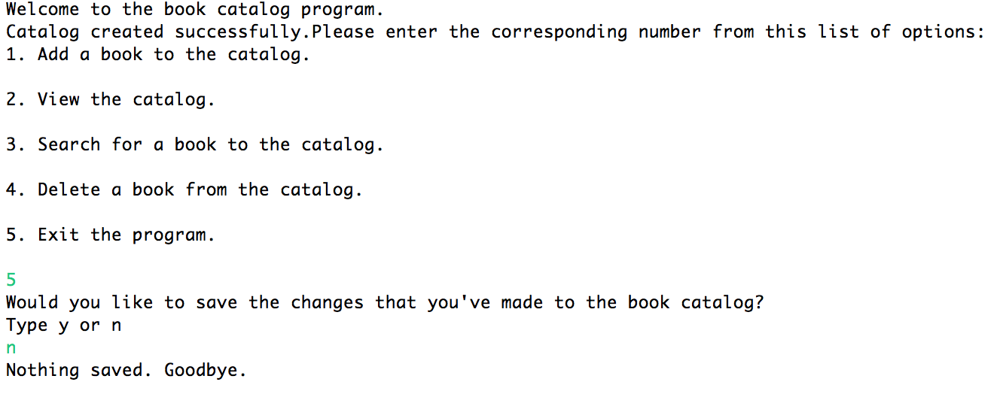 Welcome to the book catalog program.
Catalog created successfully.Please enter the corresponding number from this list of options:
1. Add a book to the catalog.
2. View the catalog.
3. Search for a book to the catalog.
4. Delete a book from the catalog.
5. Exit the program.
5
Would you like to save the changes that you've made to the book catalog?
Type y or n
n
Nothing saved. Goodbye.